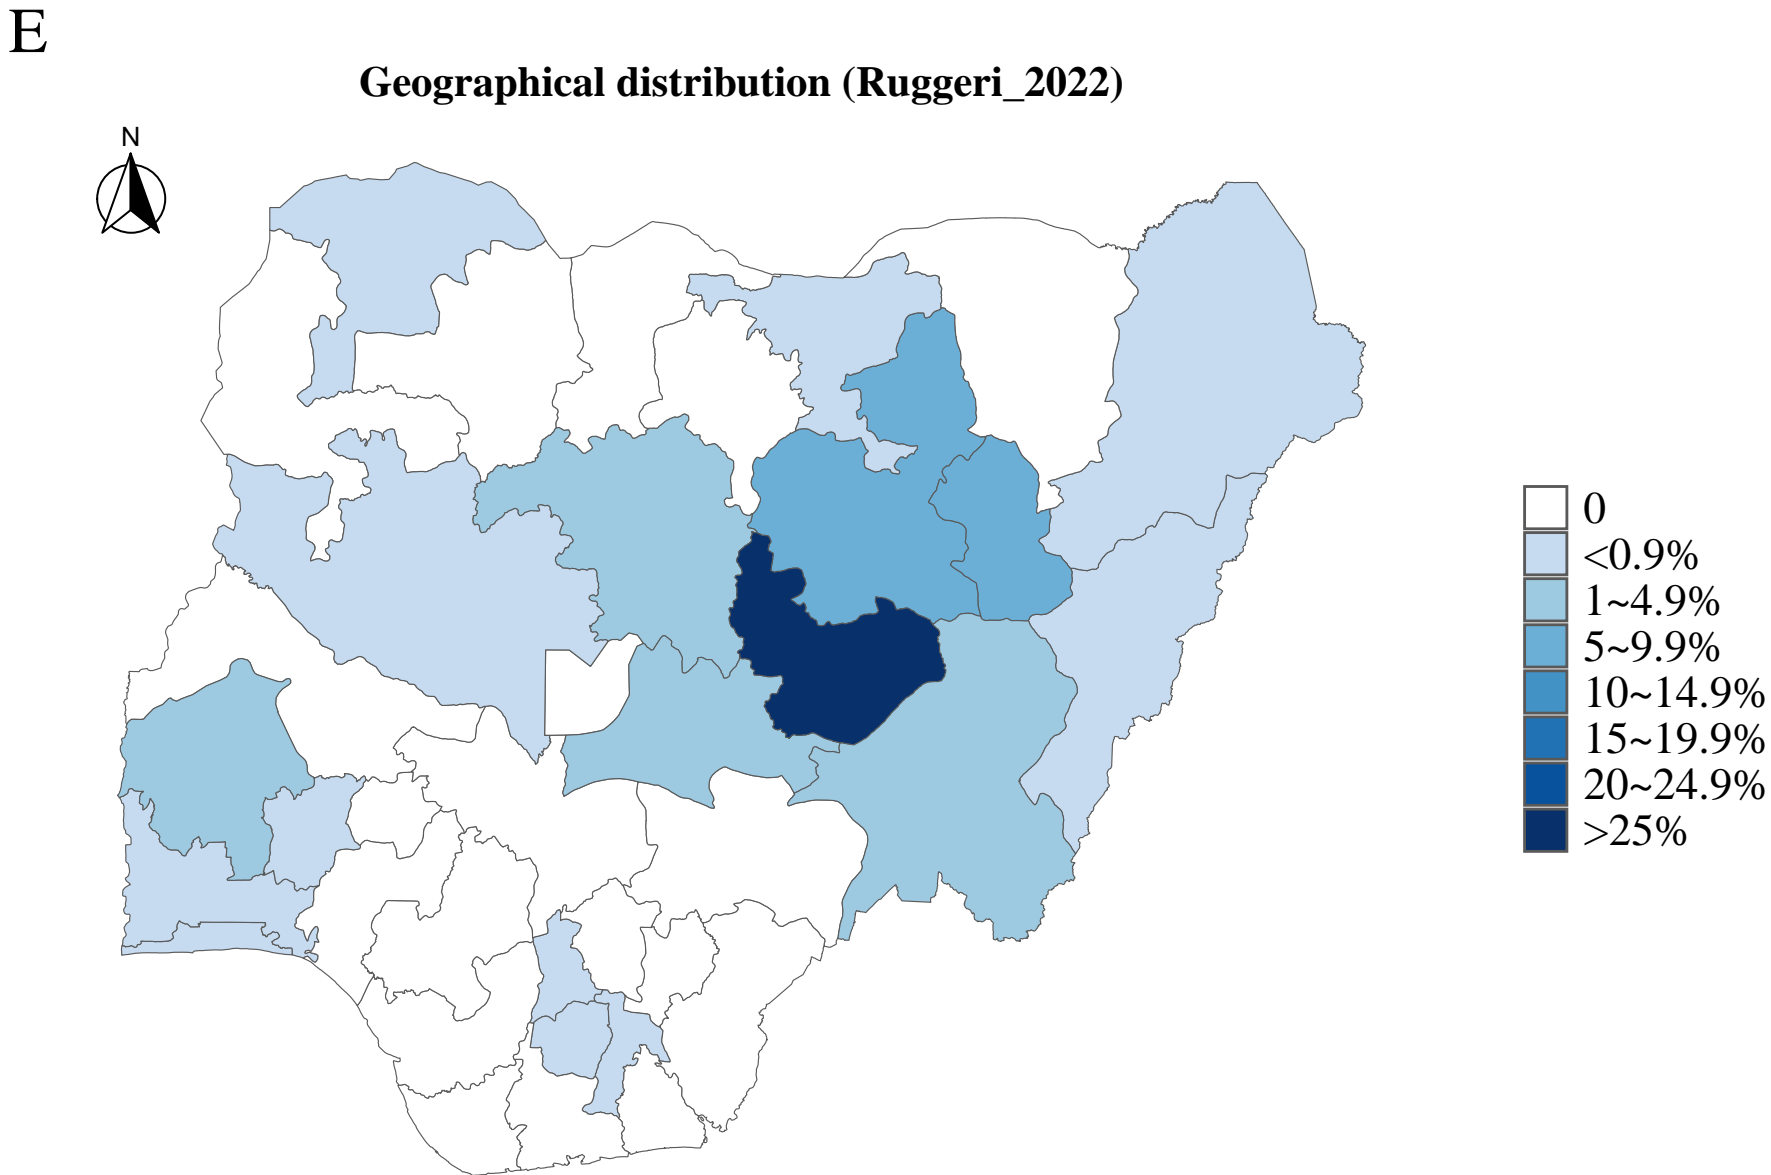 E
Geographical distribution (Ruggeri_2022)
N
0
<0.9%
1~4.9%
5~9.9%
10~14.9%
15~19.9%
20~24.9%
>25%